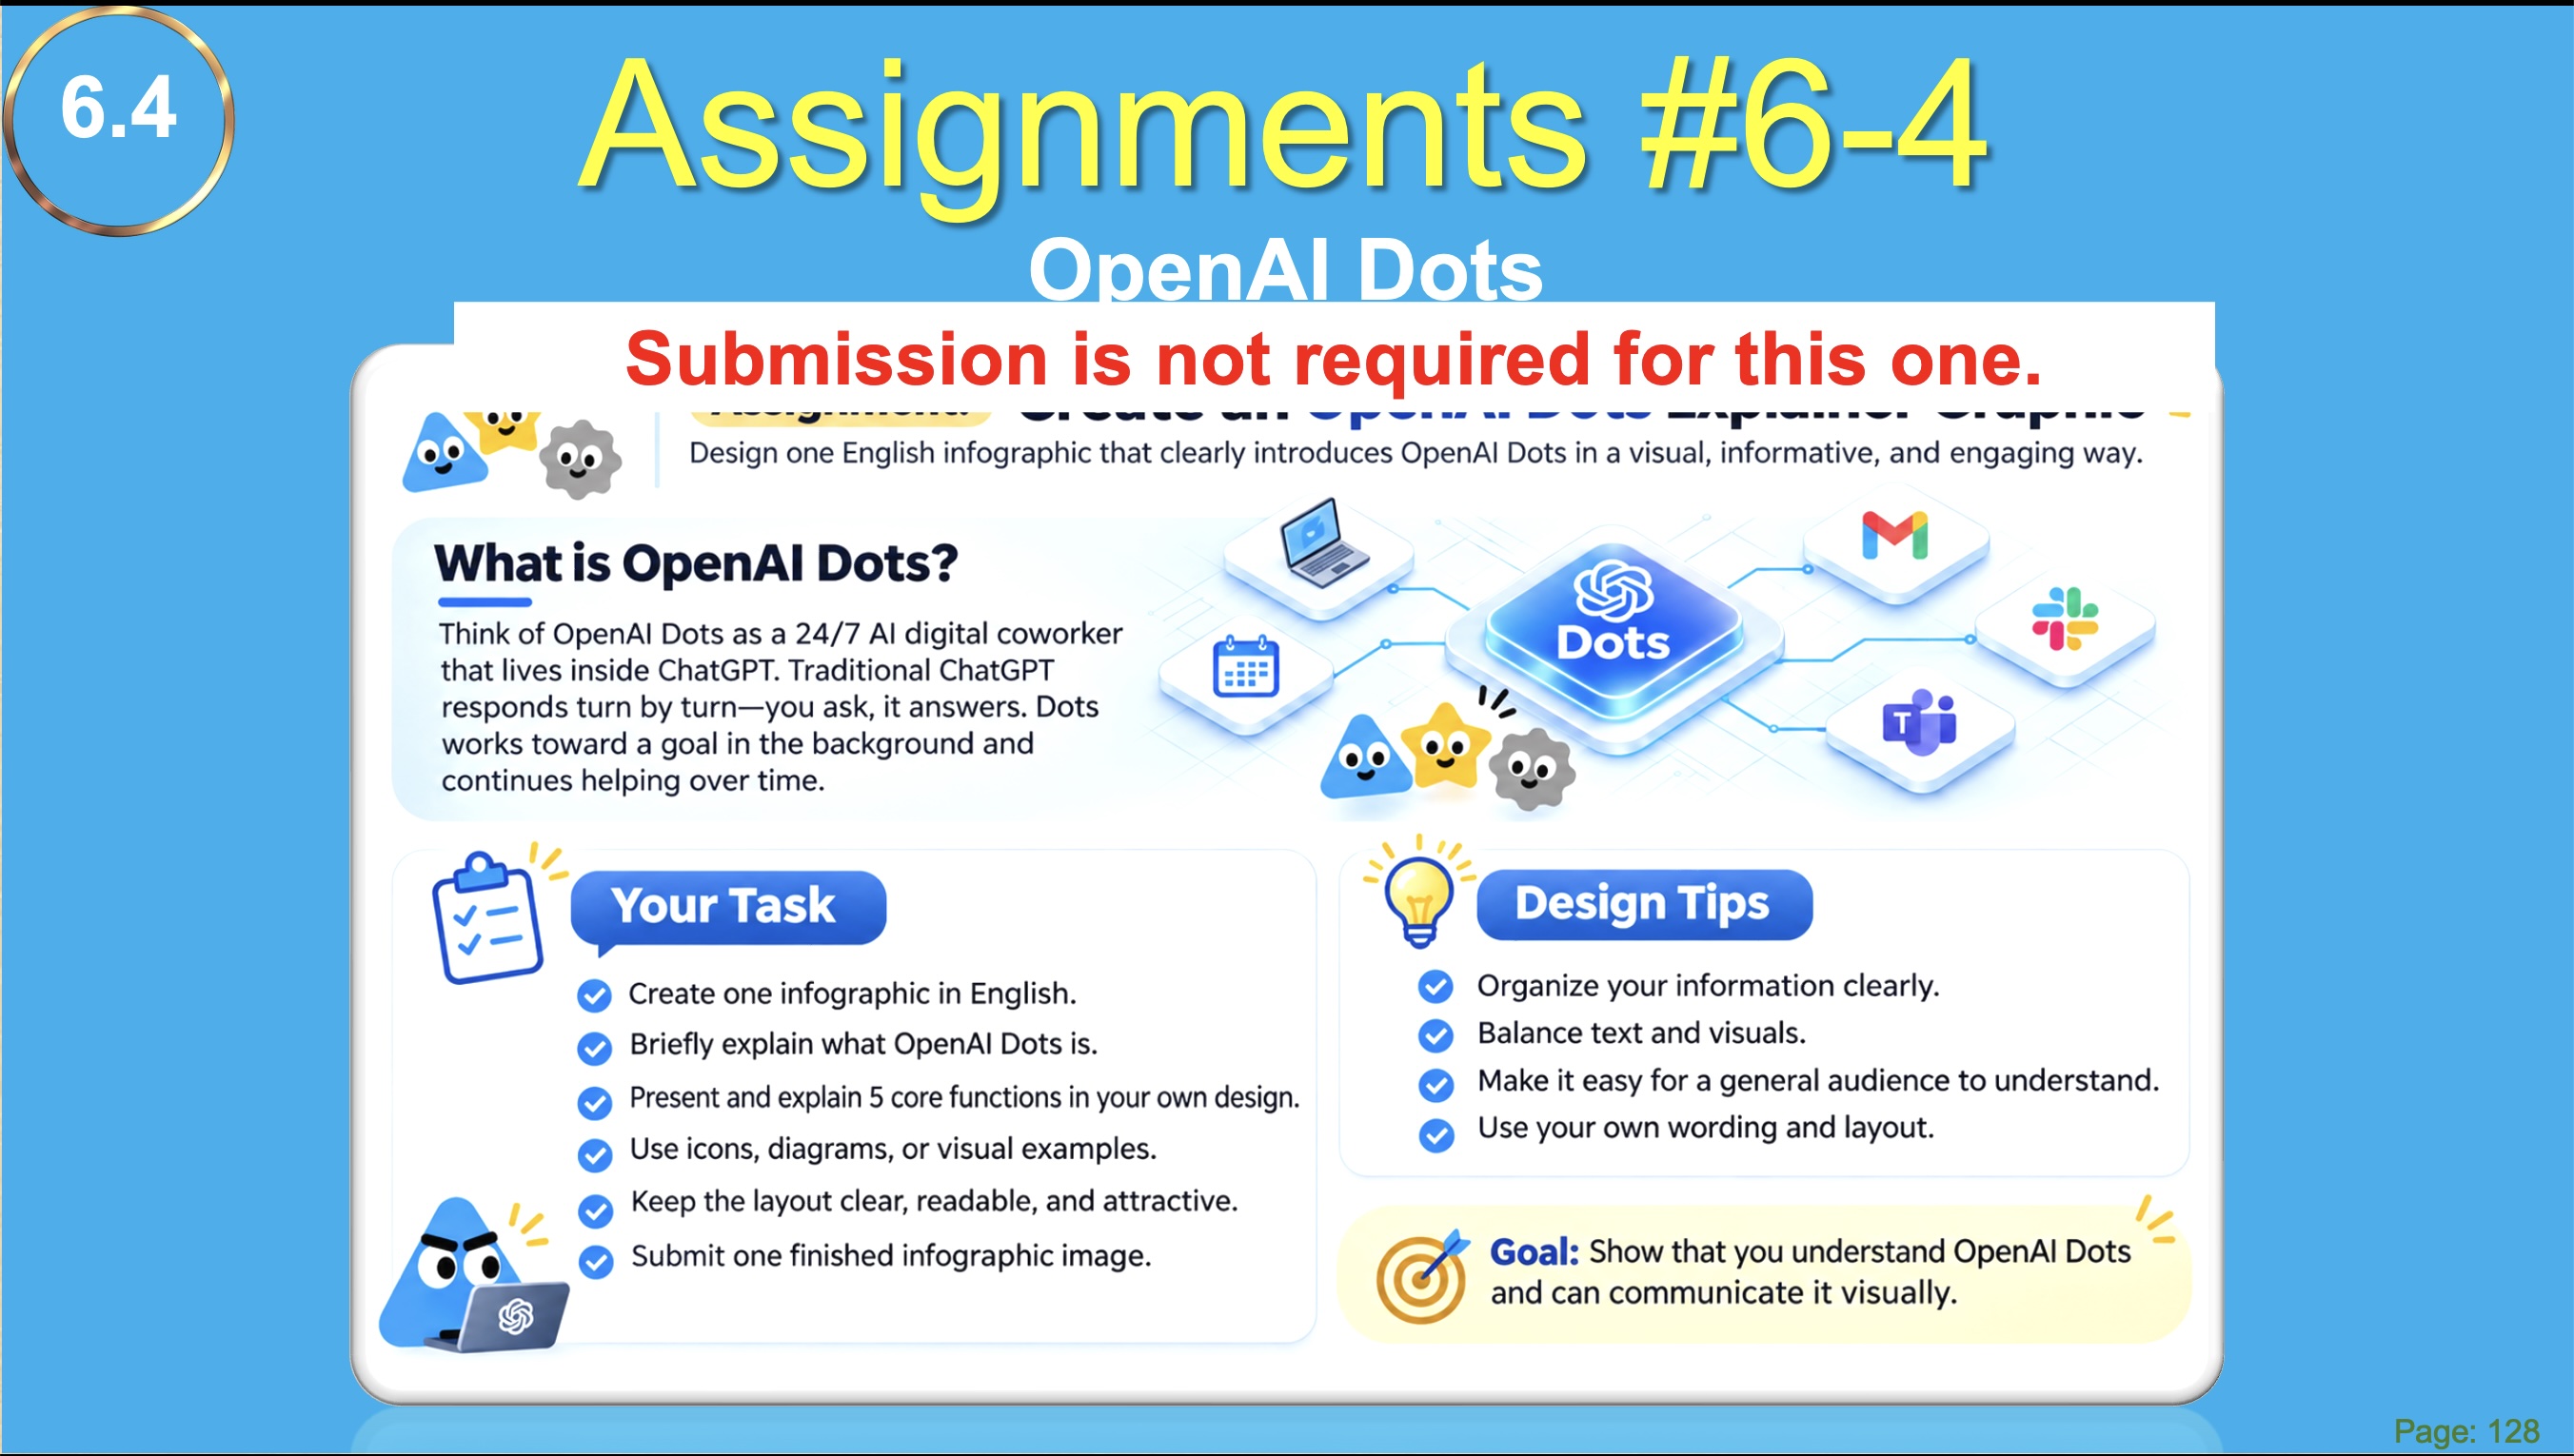 6.4
Assignments #6-4
OpenAI Dots
Submission is not required for this one.
Assignment: Create an OpenAI Dots Explainer Graphic
Design one English infographic that clearly introduces OpenAI Dots in a visual, informative, and engaging way.
What is OpenAI Dots?
Think of OpenAI Dots as a 24/7 AI digital coworker
that lives inside ChatGPT. Traditional ChatGPT
responds turn by turn—you ask, it answers. Dots
works toward a goal in the background and
continues helping over time.
Dots
T
Your Task
Create one infographic in English.
Briefly explain what OpenAI Dots is.
Present and explain 5 core functions in your own design.
Use icons, diagrams, or visual examples.
Keep the layout clear, readable, and attractive.
Submit one finished infographic image.
Design Tips
Organize your information clearly.
Balance text and visuals.
Make it easy for a general audience to understand.
Use your own wording and layout.
Goal: Show that you understand OpenAI Dots
and can communicate it visually.
Page: 128